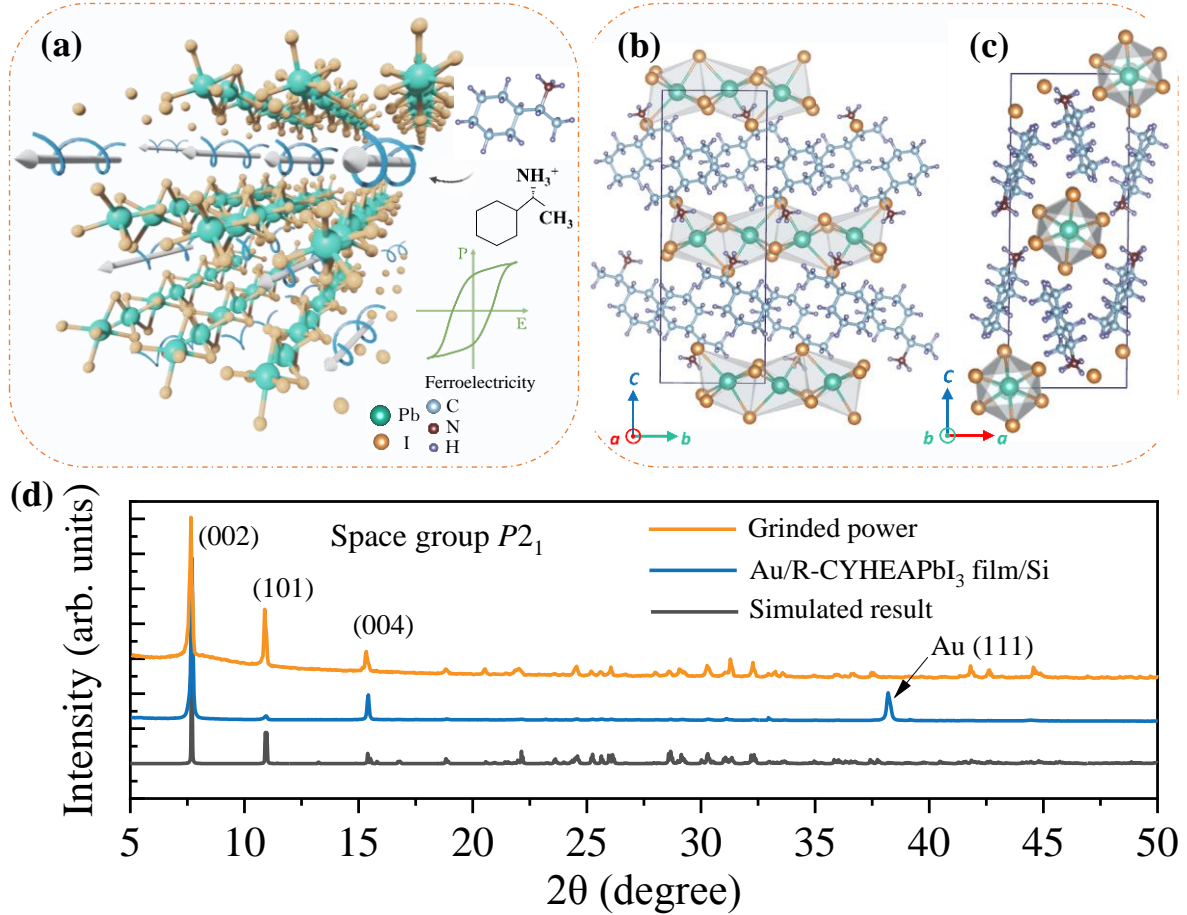 (a)
NH₃⁺
CH₃
P
E
Ferroelectricity
Pb
C
N
I
H
(b)
c
a
b
(c)
c
b
a
(d)
Intensity (arb. units)
(002)
(101)
(004)
Space group P2₁
Grinded power
Au/R-CYHEAPbI₃ film/Si
Simulated result
Au (111)
5
10
15
20
25
30
35
40
45
50
2θ (degree)